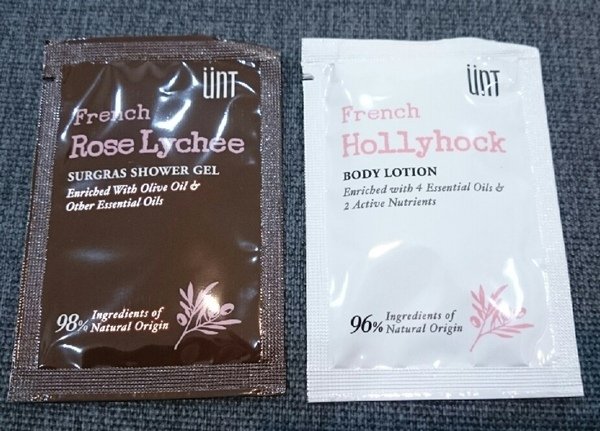 ÜNT
French
Rose Lychee
SURGRAS SHOWER GEL
Enriched With Olive Oil &
Other Essential Oils
98% Ingredients of
Natural Origin
ÜNT
French
Hollyhock
BODY LOTION
Enriched with 4 Essential Oils &
2 Active Nutrients
96% Ingredients of
Natural Origin